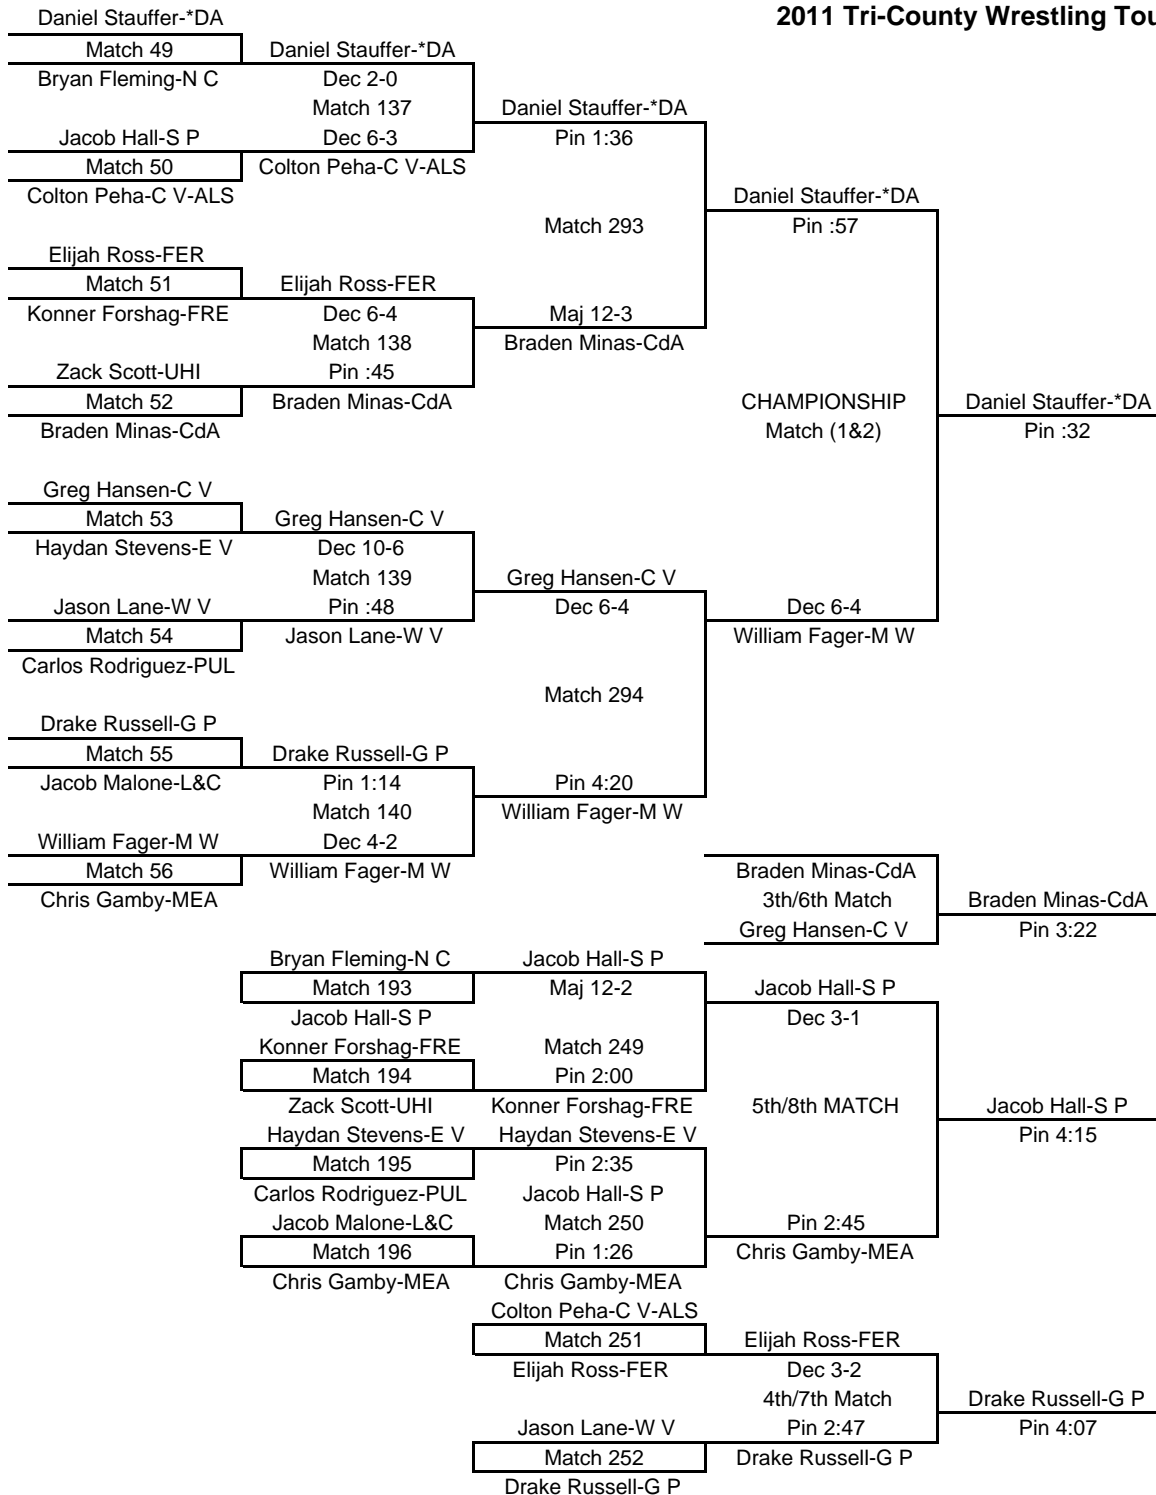 Daniel Stauffer-*DA
2011 Tri-County Wrestling Tou
Match 49
Daniel Stauffer-*DA
Bryan Fleming-N C
Dec 2-0
Match 137
Daniel Stauffer-*DA
Jacob Hall-S P
Dec 6-3
Pin 1:36
Match 50
Colton Peha-C V-ALS
Colton Peha-C V-ALS
Daniel Stauffer-*DA
Match 293
Pin :57
Elijah Ross-FER
Match 51
Elijah Ross-FER
Konner Forshag-FRE
Dec 6-4
Maj 12-3
Match 138
Braden Minas-CdA
Zack Scott-UHI
Pin :45
Match 52
Braden Minas-CdA
CHAMPIONSHIP
Daniel Stauffer-*DA
Braden Minas-CdA
Match (1&2)
Pin :32
Greg Hansen-C V
Match 53
Greg Hansen-C V
Haydan Stevens-E V
Dec 10-6
Match 139
Greg Hansen-C V
Jason Lane-W V
Pin :48
Dec 6-4
Dec 6-4
Match 54
Jason Lane-W V
William Fager-M W
Carlos Rodriguez-PUL
Match 294
Drake Russell-G P
Match 55
Drake Russell-G P
Jacob Malone-L&C
Pin 1:14
Pin 4:20
Match 140
William Fager-M W
William Fager-M W
Dec 4-2
Match 56
William Fager-M W
Braden Minas-CdA
Chris Gamby-MEA
3th/6th Match
Braden Minas-CdA
Greg Hansen-C V
Pin 3:22
Bryan Fleming-N C
Jacob Hall-S P
Match 193
Maj 12-2
Jacob Hall-S P
Jacob Hall-S P
Dec 3-1
Konner Forshag-FRE
Match 249
Match 194
Pin 2:00
Zack Scott-UHI
Konner Forshag-FRE
5th/8th MATCH
Jacob Hall-S P
Haydan Stevens-E V
Haydan Stevens-E V
Pin 4:15
Match 195
Pin 2:35
Carlos Rodriguez-PUL
Jacob Hall-S P
Jacob Malone-L&C
Match 250
Pin 2:45
Match 196
Pin 1:26
Chris Gamby-MEA
Chris Gamby-MEA
Chris Gamby-MEA
Colton Peha-C V-ALS
Match 251
Elijah Ross-FER
Elijah Ross-FER
Dec 3-2
4th/7th Match
Drake Russell-G P
Jason Lane-W V
Pin 2:47
Pin 4:07
Match 252
Drake Russell-G P
Drake Russell-G P